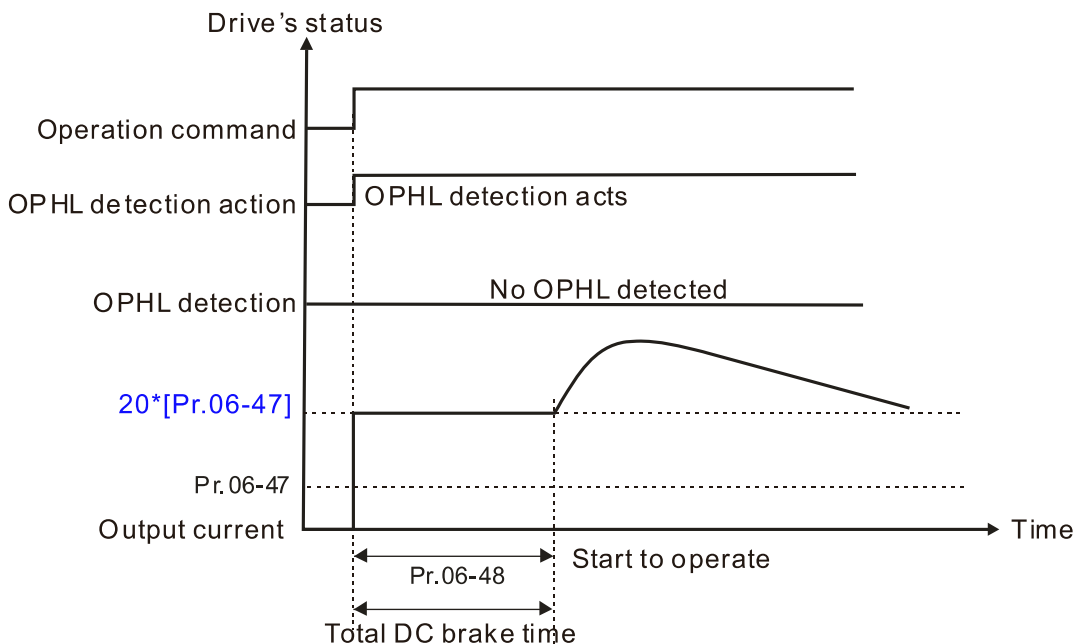 Drive's status
Operation command
OPHL detection action
OPHL detection acts
OPHL detection
No OPHL detected
20*[Pr.06-47]
Pr.06-47
Output current
Time
Start to operate
Pr.06-48
Total DC brake time